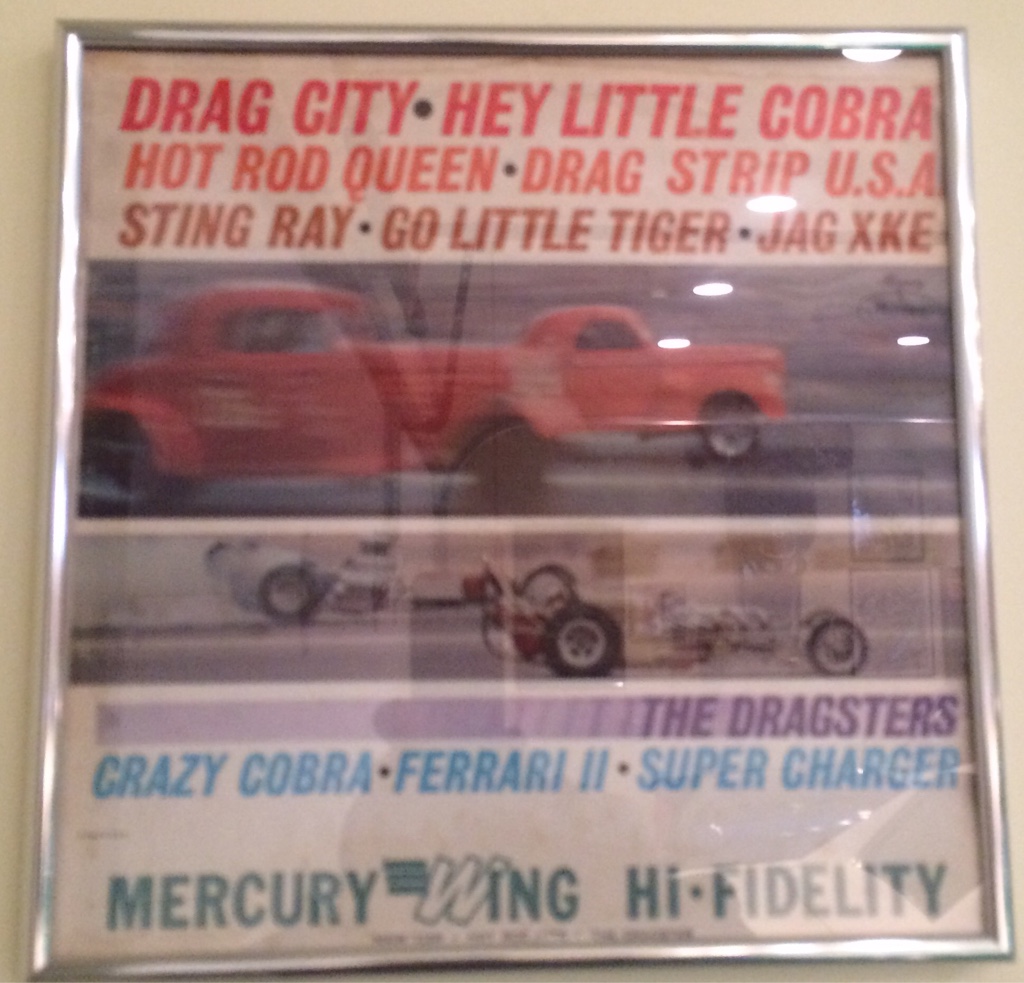 DRAG CITY • HEY LITTLE COBRA
HOT ROD QUEEN • DRAG STRIP U.S.A.
STING RAY • GO LITTLE TIGER • JAG XKE
THE DRAGSTERS
CRAZY COBRA • FERRARI II • SUPER CHARGER
MERCURY WiNG Hi•FIDELITY